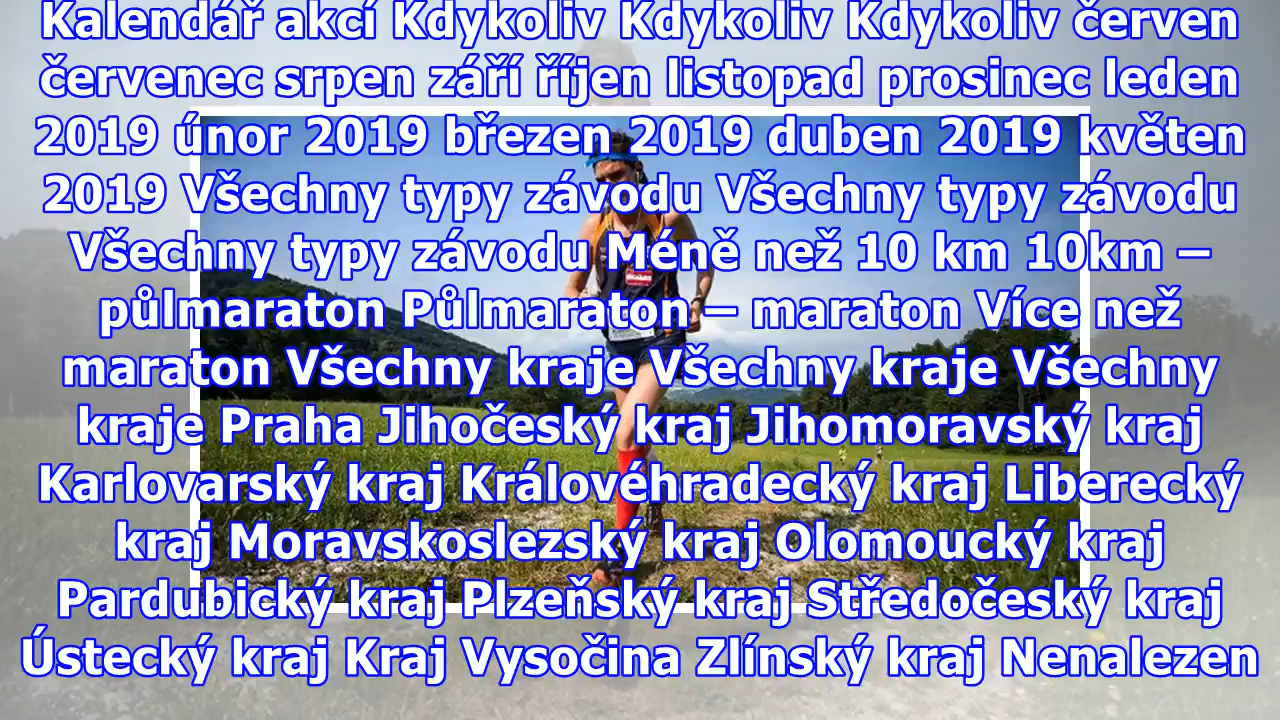 Kalendář akcí Kdykoliv Kdykoliv Kdykoliv červen
červenec srpen září říjen listopad prosinec leden
2019 únor 2019 březen 2019 duben 2019 květen
2019 Všechny typy závodu Všechny typy závodu
Všechny typy závodu Méně než 10 km 10km –
půlmaraton Půlmaraton – maraton Více než
maraton Všechny kraje Všechny kraje Všechny
kraje Praha Jihočeský kraj Jihomoravský kraj
Karlovarský kraj Královéhradecký kraj Liberecký
kraj Moravskoslezský kraj Olomoucký kraj
Pardubický kraj Plzeňský kraj Středočeský kraj
Ústecký kraj Kraj Vysočina Zlínský kraj Nenalezen